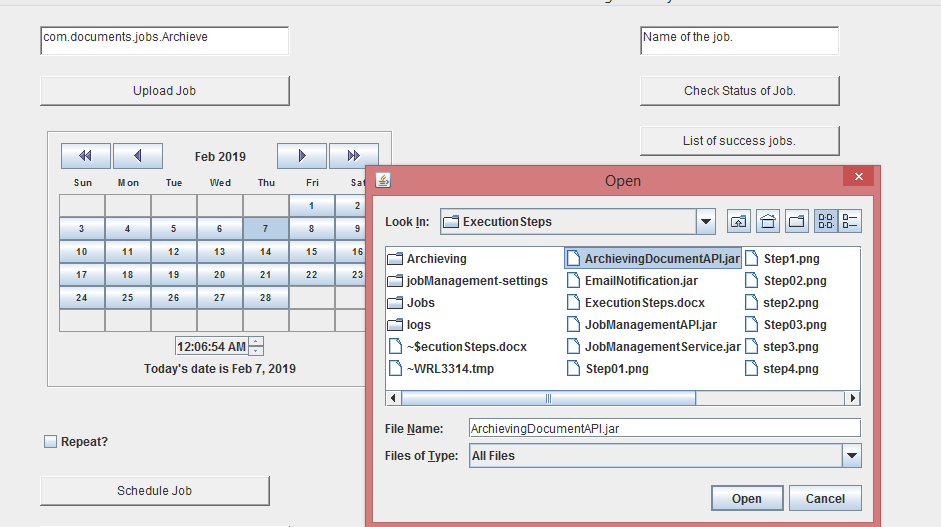 com.documents.jobs.Archieve
Name of the job.
Upload Job
Check Status of Job.
List of success jobs.
Feb 2019
Sun Mon Tue Wed Thu Fri Sat
1 2
3 4 5 6 7 8 9
10 11 12 13 14 15 16
17 18 19 20 21 22 23
24 25 26 27 28
12:06:54 AM
Today's date is Feb 7, 2019
Repeat?
Schedule Job
Open
Look In: ExecutionSteps
Archieving ArchievingDocumentAPI.jar Step1.png
jobManagement-settings EmailNotification.jar Step02.png
Jobs ExecutionSteps.docx step2.png
logs JobManagementAPI.jar Step03.png
~$ecutionSteps.docx JobManagementService.jar step3.png
~WRL3314.tmp Step01.png step4.png
File Name: ArchievingDocumentAPI.jar
Files of Type: All Files
Open Cancel